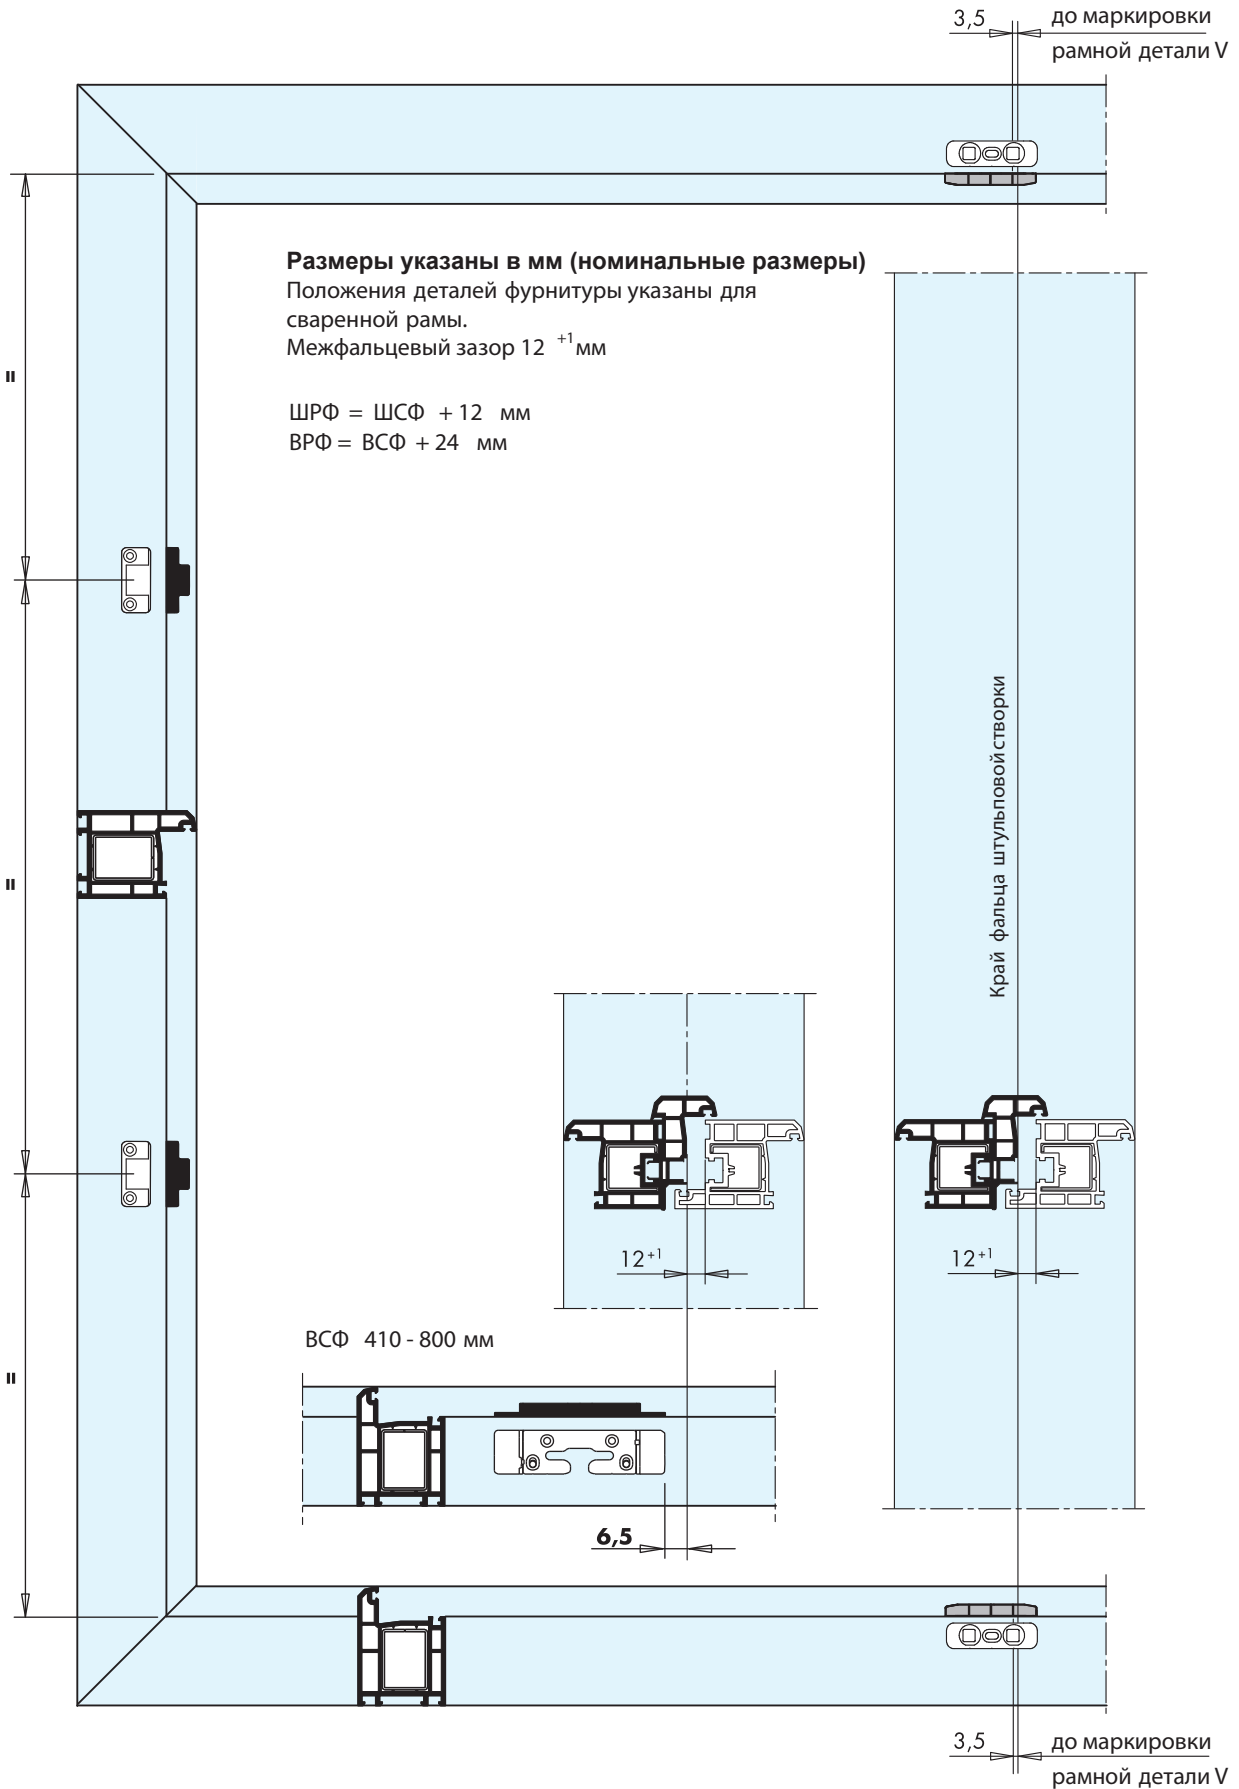 3,5 до маркировки
рамной детали V
Размеры указаны в мм (номинальные размеры)
Положения деталей фурнитуры указаны для
сваренной рамы.
Межфальцевый зазор 12 +1 мм
ШРФ = ШСФ + 12 мм
ВРФ = ВСФ + 24 мм
=
=
=
Край фальца штульповой створки
12+1
12+1
ВСФ 410 - 800 мм
6,5
3,5 до маркировки
рамной детали V